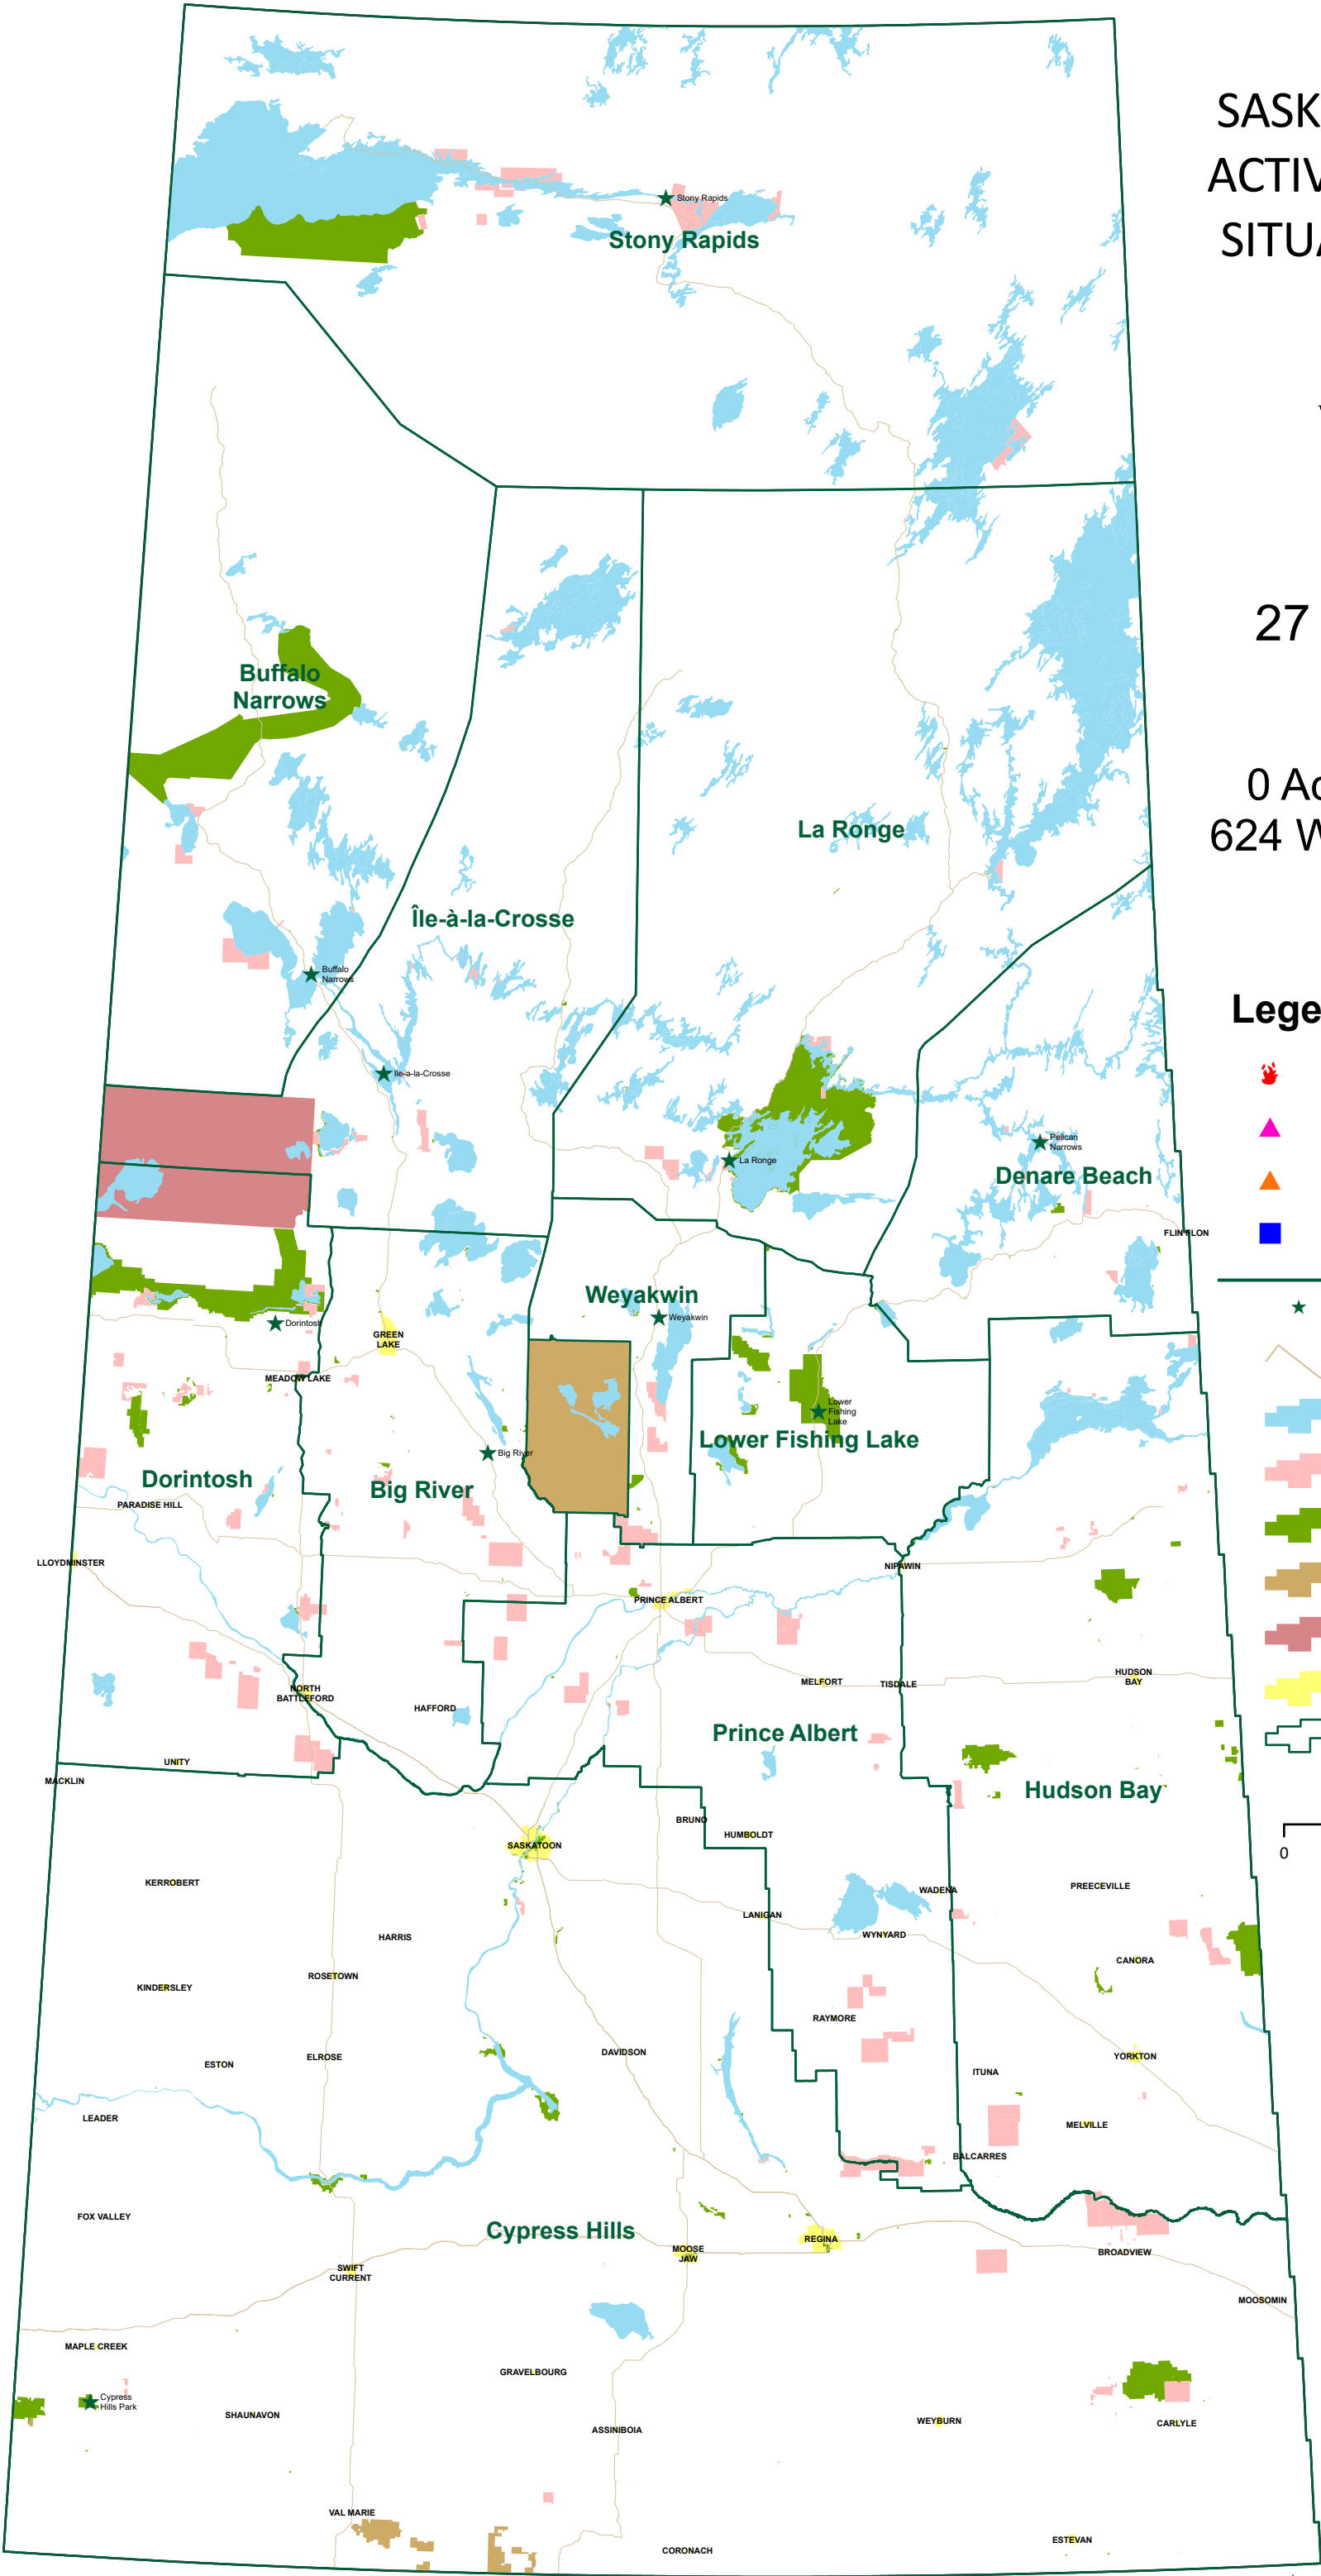 SASK
ACTIV
SITUA
27
0 Ac
624 W
Lege
0
Stony Rapids
Stony Rapids
Buffalo
Narrows
La Ronge
Île-à-la-Crosse
Buffalo
Narrows
Ile-a-la-Crosse
Pelican
Narrows
La Ronge
Denare Beach
FLIN FLON
Weyakwin
Weyakwin
Dorintosh
GREEN
LAKE
MEADOW LAKE
Lower
Fishing
Lake
Lower Fishing Lake
Big River
Dorintosh
Big River
PARADISE HILL
LLOYDMINSTER
NIPAWIN
PRINCE ALBERT
MELFORT
TISDALE
HUDSON
BAY
NORTH
BATTLEFORD
HAFFORD
Prince Albert
UNITY
MACKLIN
Hudson Bay
BRUNO
HUMBOLDT
SASKATOON
KERROBERT
PREECEVILLE
WADENA
LANIGAN
WYNYARD
HARRIS
CANORA
ROSETOWN
KINDERSLEY
RAYMORE
DAVIDSON
YORKTON
ELROSE
ESTON
ITUNA
LEADER
MELVILLE
BALCARRES
FOX VALLEY
Cypress Hills
REGINA
MOOSE
JAW
BROADVIEW
SWIFT
CURRENT
MOOSOMIN
MAPLE CREEK
GRAVELBOURG
Cypress
Hills Park
SHAUNAVON
ASSINIBOIA
WEYBURN
CARLYLE
VAL MARIE
ESTEVAN
CORONACH